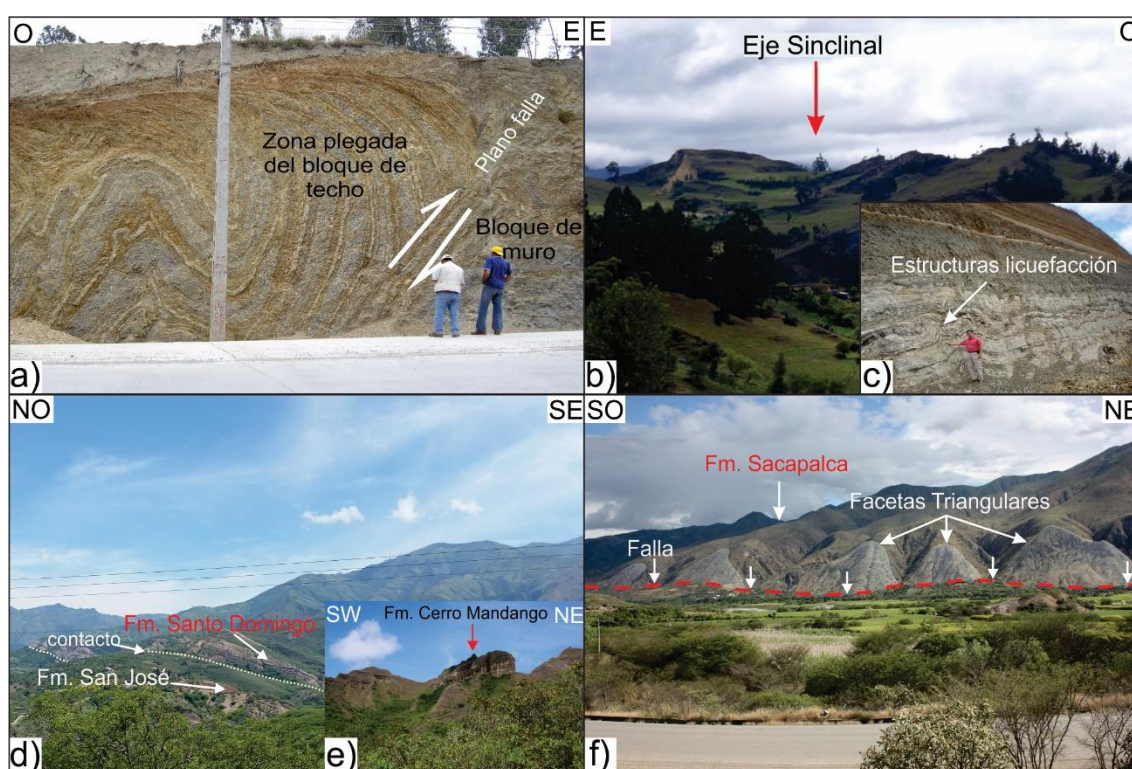 O
E
Zona plegada
del bloque de
techo
Plano falla
Bloque de
muro
a)
E
O
Eje Sinclinal
b)
Estructuras licuefacción
c)
NO
SE
contacto
Fm. Santo Domingo
Fm. San José
d)
SW
NE
Fm. Cerro Mandango
e)
SO
NE
Fm. Sacapalca
Facetas Triangulares
Falla
f)